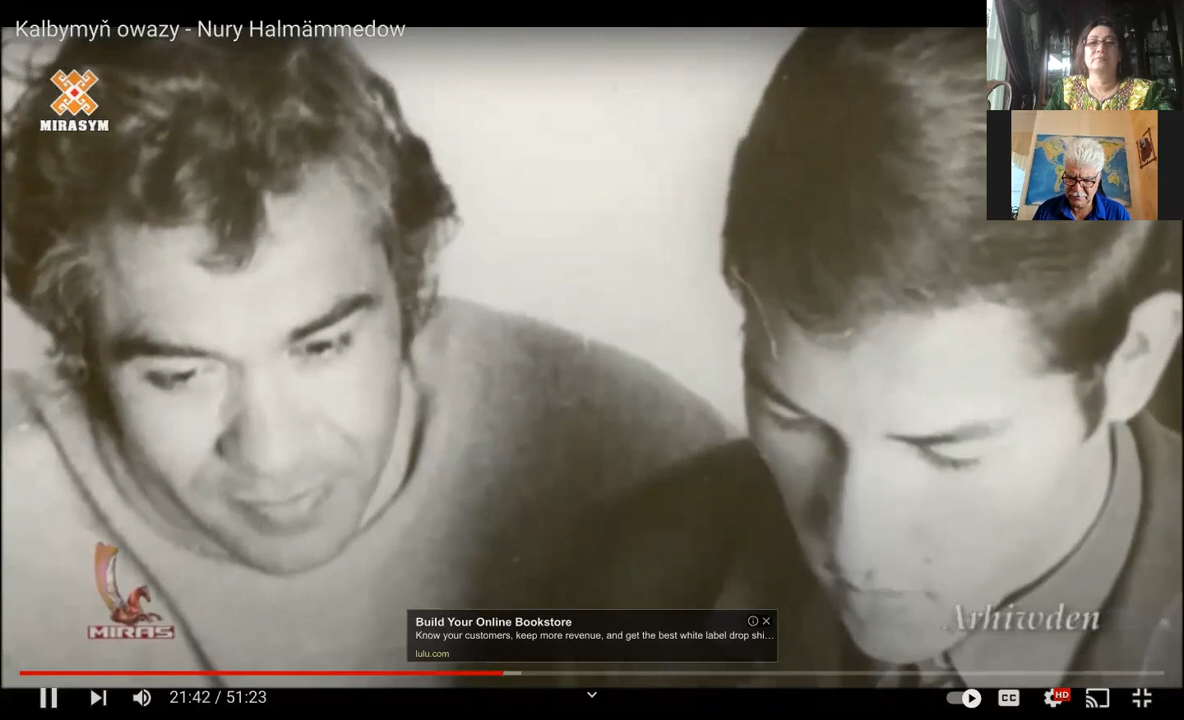 Kalbymyň owazy - Nury Halmämmedow
MIRASYM
MIRAS
Arhiwden
Build Your Online Bookstore
Know your customers, keep more revenue, and get the best white label drop shi...
lulu.com
21:42 / 51:23
CC
HD